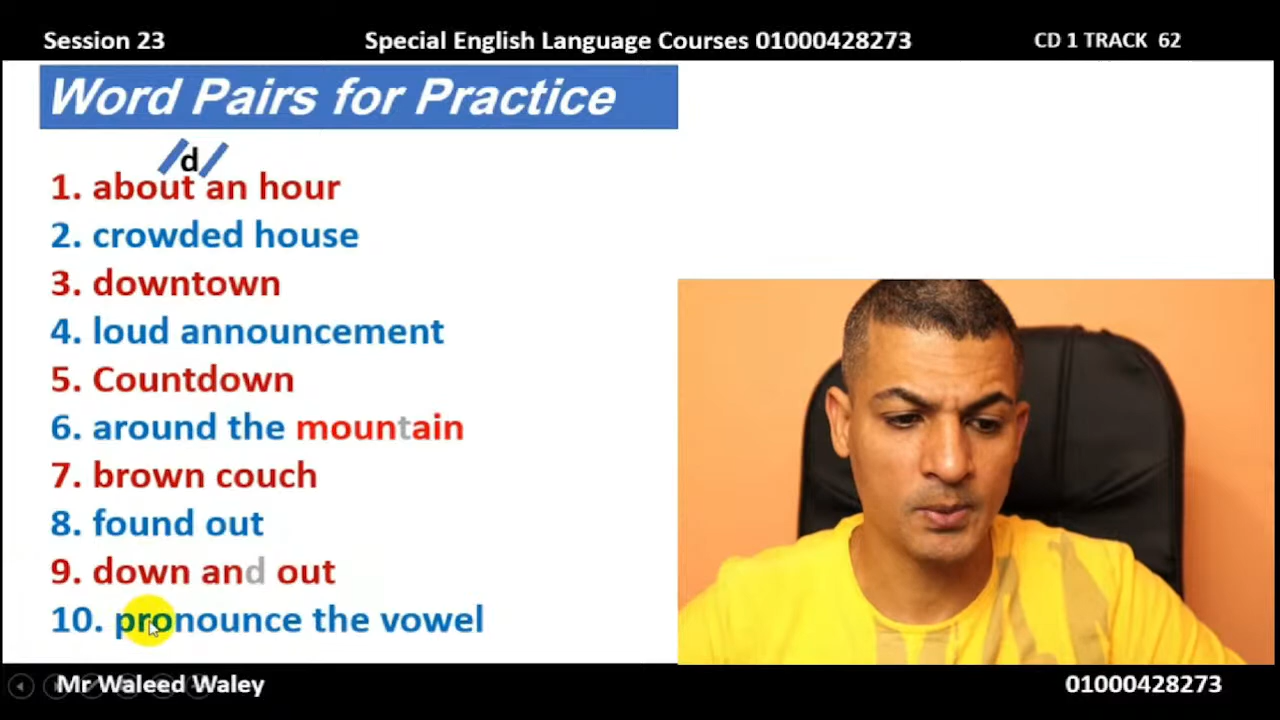 Session 23 Special English Language Courses 01000428273 CD 1 TRACK 62
Word Pairs for Practice
/d/
1. about an hour
2. crowded house
3. downtown
4. loud announcement
5. Countdown
6. around the mountain
7. brown couch
8. found out
9. down and out
10. pronounce the vowel
Mr Waleed Waley 01000428273